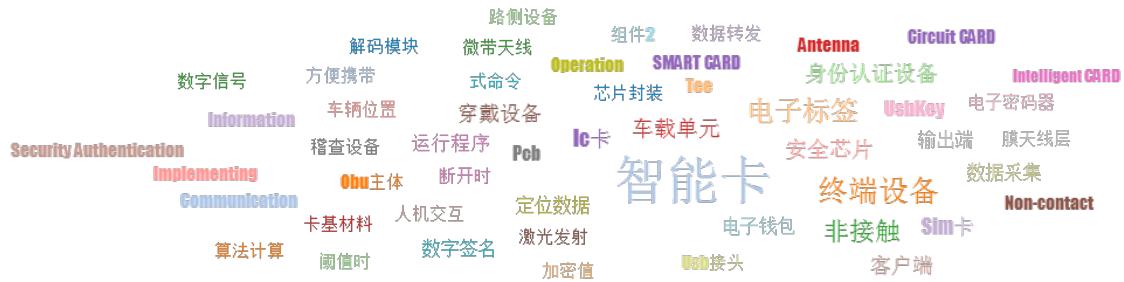 路侧设备
组件2
数据转发
Circuit CARD
解码模块
微带天线
Antenna
Operation
SMART CARD
身份认证设备
Intelligent CARD
数字信号
方便携带
式命令
芯片封装
Tee
电子标签
UsbKey
电子密码器
车辆位置
穿戴设备
Information
Ic卡
车载单元
输出端
膜天线层
稽查设备
运行程序
Pcb
安全芯片
Security Authentication
Implementing
Obu主体
断开时
智能卡
终端设备
数据采集
Communication
卡基材料
人机交互
定位数据
电子钱包
非接触
Sim卡
Non-contact
算法计算
阈值时
数字签名
激光发射
加密值
Usb接头
客户端